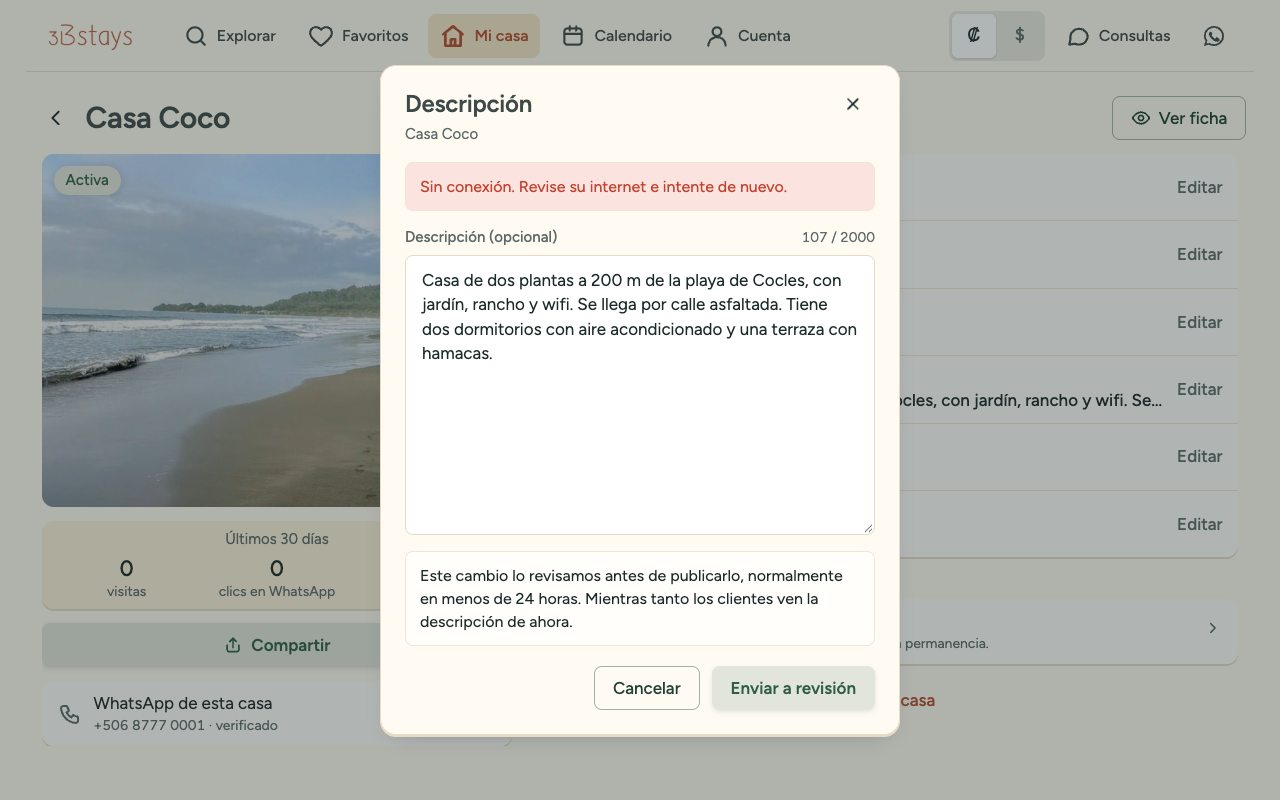 3Bstays
Explorar
Favoritos
Mi casa
Calendario
Cuenta
₡
$
Consultas
Casa Coco
Ver ficha
Activa
Descripción
Casa Coco
Sin conexión. Revise su internet e intente de nuevo.
Descripción (opcional)
107 / 2000
Casa de dos plantas a 200 m de la playa de Cocles, con
jardín, rancho y wifi. Se llega por calle asfaltada. Tiene
dos dormitorios con aire acondicionado y una terraza con
hamacas.
Este cambio lo revisamos antes de publicarlo, normalmente
en menos de 24 horas. Mientras tanto los clientes ven la
descripción de ahora.
Cancelar
Enviar a revisión
Editar
Editar
Editar
con jardín, rancho y wifi. Se...
Editar
Editar
Editar
Últimos 30 días
0
visitas
0
clics en WhatsApp
Compartir
WhatsApp de esta casa
+506 8777 0001 · verificado
permanencia.
casa